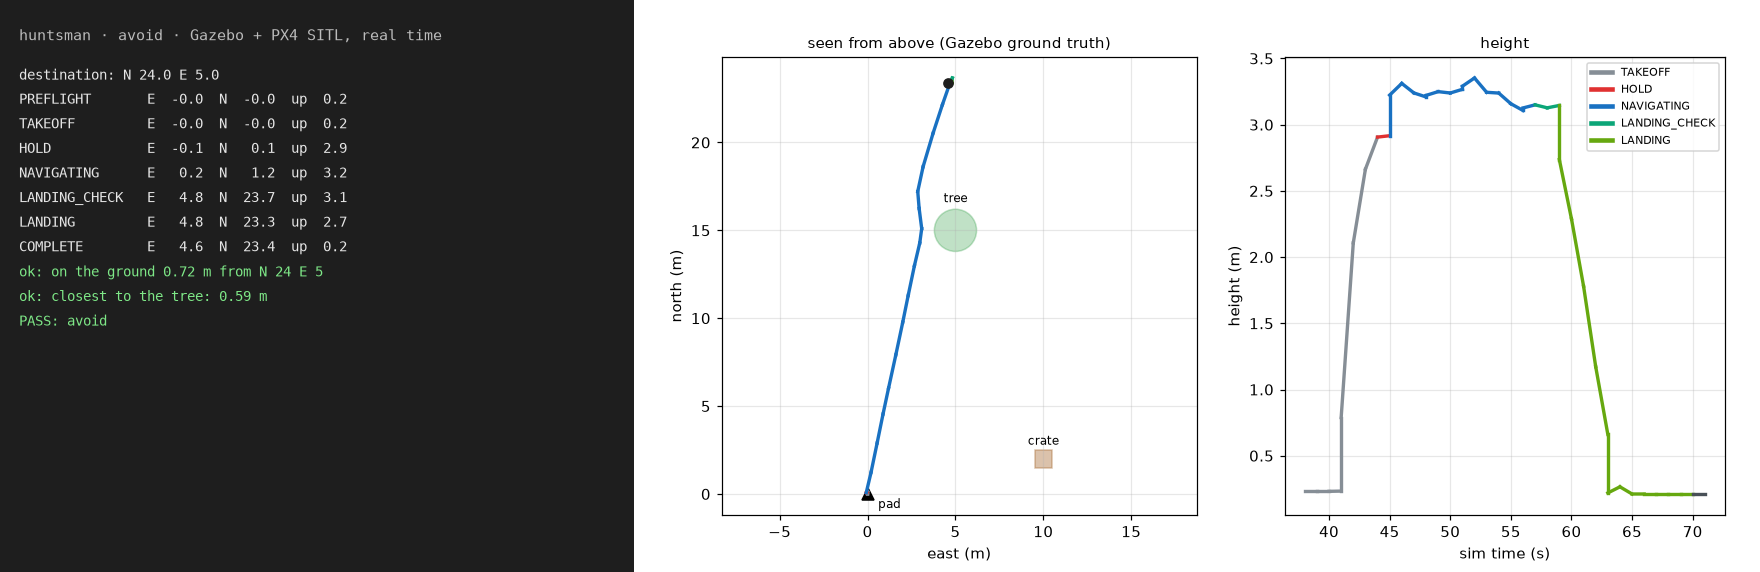 huntsman · avoid · Gazebo + PX4 SITL, real time
destination: N 24.0 E 5.0
PREFLIGHT E -0.0 N -0.0 up 0.2
TAKEOFF E -0.0 N -0.0 up 0.2
HOLD E -0.1 N 0.1 up 2.9
NAVIGATING E 0.2 N 1.2 up 3.2
LANDING_CHECK E 4.8 N 23.7 up 3.1
LANDING E 4.8 N 23.3 up 2.7
COMPLETE E 4.6 N 23.4 up 0.2
ok: on the ground 0.72 m from N 24 E 5
ok: closest to the tree: 0.59 m
PASS: avoid
seen from above (Gazebo ground truth)
north (m)
20
15
10
5
0
tree
crate
pad
−5 0 5 10 15
east (m)
height
height (m)
3.5
3.0
2.5
2.0
1.5
1.0
0.5
TAKEOFF
HOLD
NAVIGATING
LANDING_CHECK
LANDING
40 45 50 55 60 65 70
sim time (s)